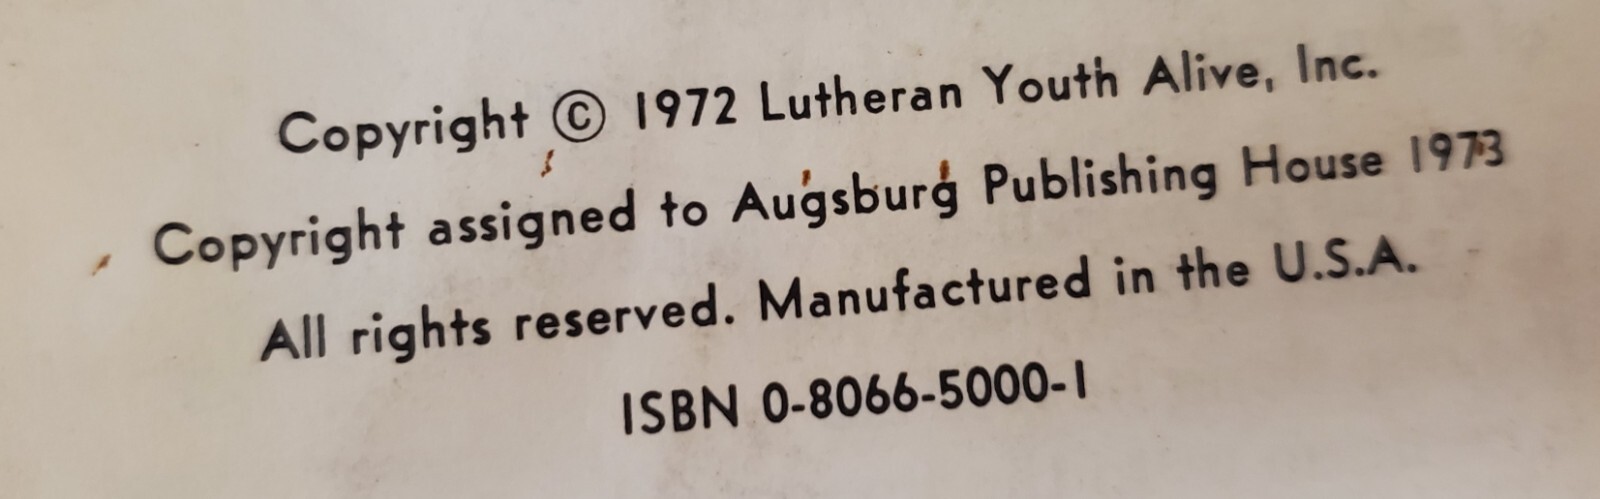 Copyright © 1972 Lutheran Youth Alive, Inc.
Copyright assigned to Augsburg Publishing House 1973
All rights reserved. Manufactured in the U.S.A.
ISBN 0-8066-5000-1